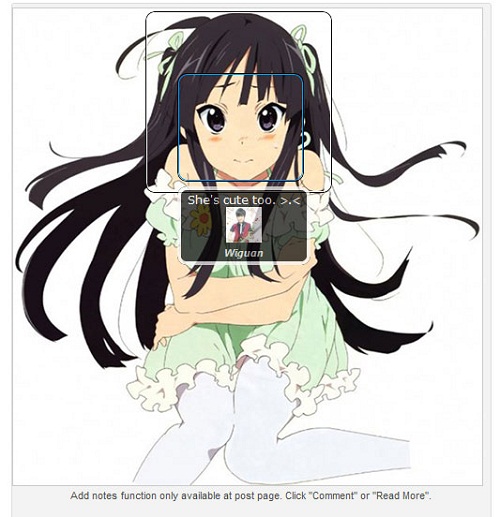 She's cute too. >.<
Wiguan
Add notes function only available at post page. Click "Comment" or "Read More".